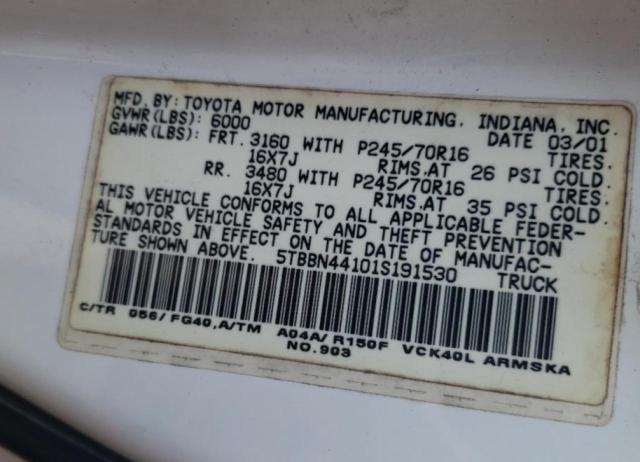 MFD. BY: TOYOTA MOTOR MANUFACTURING, INDIANA, INC.
GVWR(LBS): 6000 DATE 03/01
GAWR(LBS): FRT. 3160 WITH P245/70R16 TIRES.
16X7J RIMS.AT 26 PSI COLD.
RR. 3480 WITH P245/70R16 TIRES.
16X7J RIMS.AT 35 PSI COLD.
THIS VEHICLE CONFORMS TO ALL APPLICABLE FEDER-
AL MOTOR VEHICLE SAFETY AND THEFT PREVENTION
STANDARDS IN EFFECT ON THE DATE OF MANUFAC-
TURE SHOWN ABOVE. 5TBBN44101S191530 TRUCK
C/TR 056/FG40,A/TM A04A/R150F VCK40L ARMSKA
NO.903